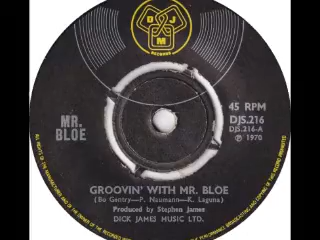 DJM
RECORDS
MR.
BLOE
45 RPM
DJS.216
DJS.216-A
℗ 1970
GROOVIN' WITH MR. BLOE
(Bo Gentry—P. Naumann—K. Laguna)
Produced by Stephen James
DICK JAMES MUSIC LTD.